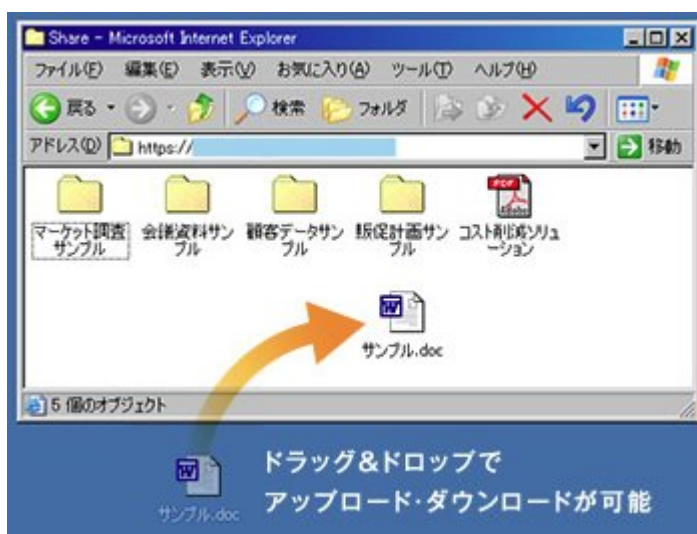 Share - Microsoft Internet Explorer
ファイル(F) 編集(E) 表示(V) お気に入り(A) ツール(T) ヘルプ(H)
戻る 検索 フォルダ
アドレス(D) https:// 移動
マーケット調査 会議資料サン 顧客データサン 販促計画サン コスト削減ソリュ
サンプル プル プル プル ーション
サンプル.doc
5 個のオブジェクト
ドラッグ&ドロップで
アップロード・ダウンロードが可能
サンプル.doc